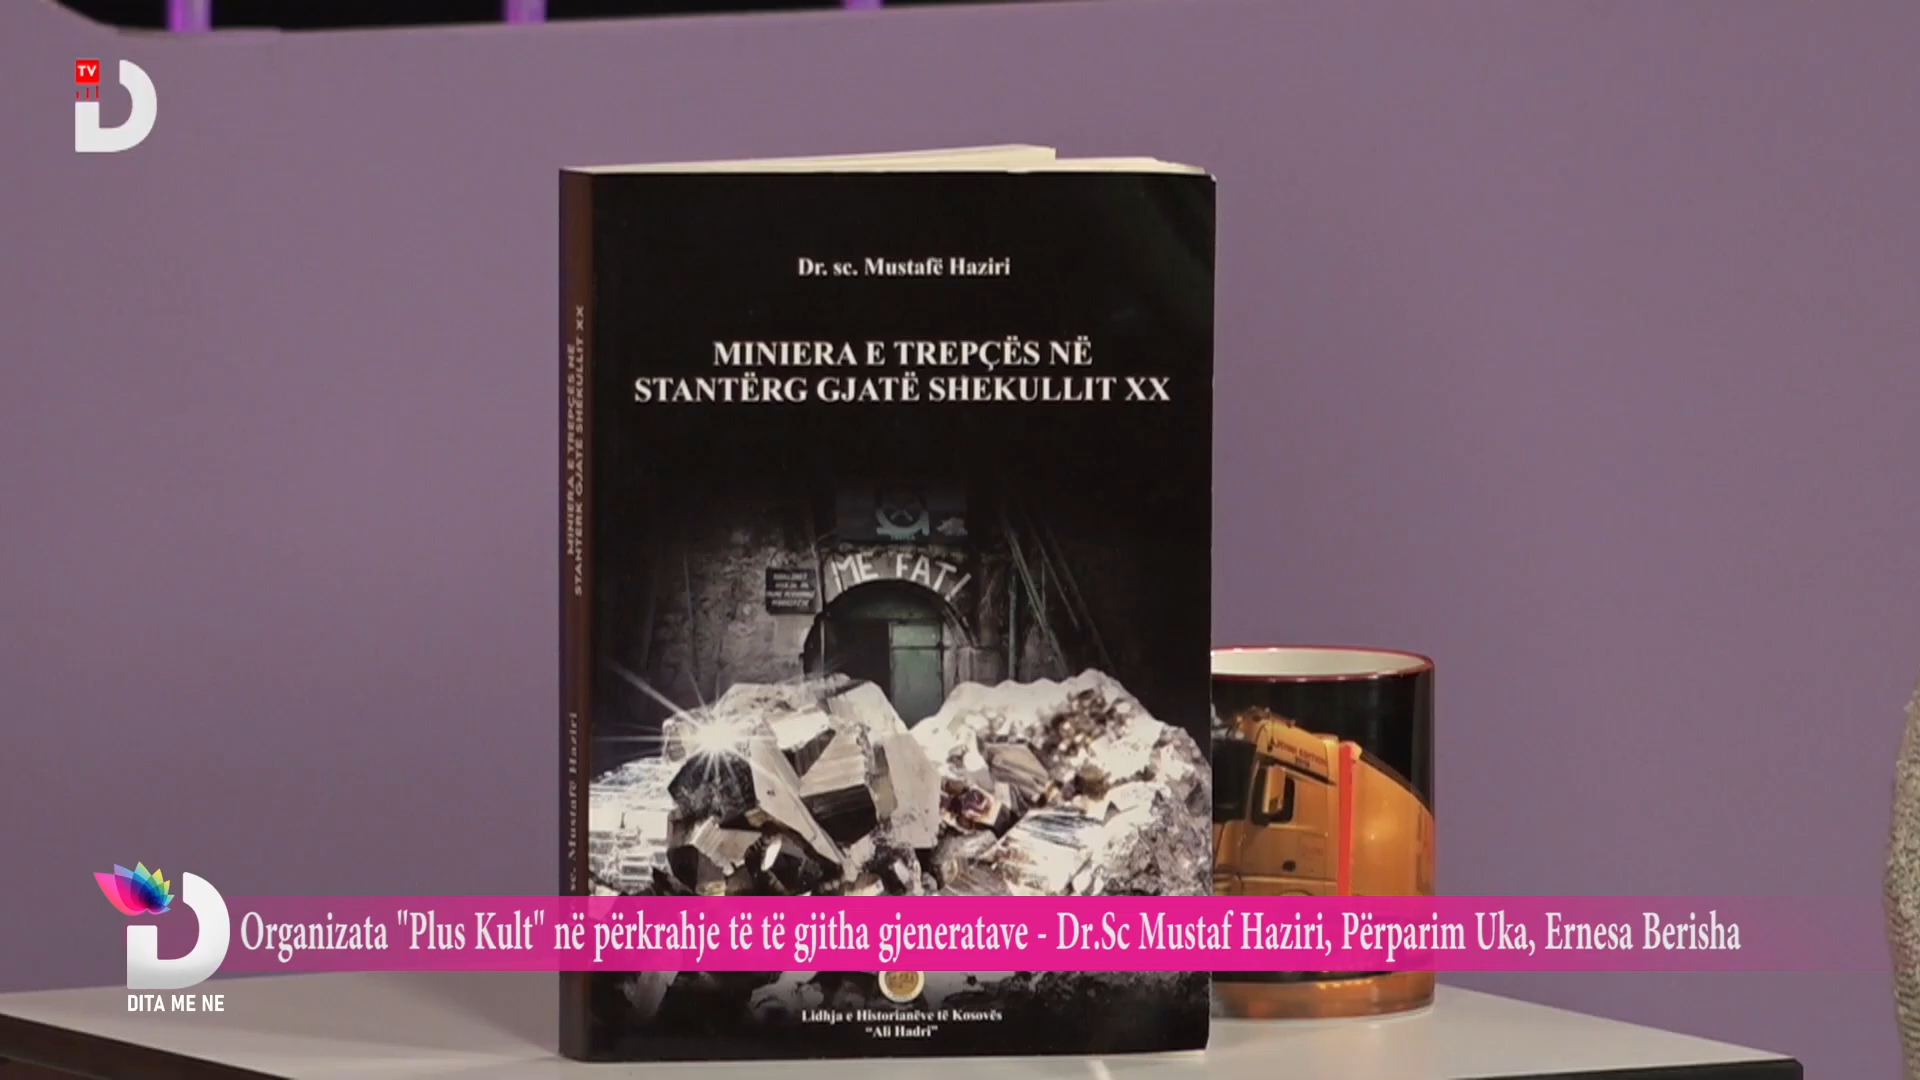 TV
Dr. sc. Mustafë Haziri
MINIERA E TREPÇËS NË
STANTËRG GJATË SHEKULLIT XX
MINIERA E TREPÇËS NË
STANTERK GJATË SHEKULLIT XX
sc. Mustafë Haziri
ME FAT!
Organizata "Plus Kult" në përkrahje të të gjitha gjeneratave - Dr.Sc Mustaf Haziri, Përparim Uka, Ernesa Berisha
DITA ME NE
Lidhja e Historianëve të Kosovës
"Ali Hadri"